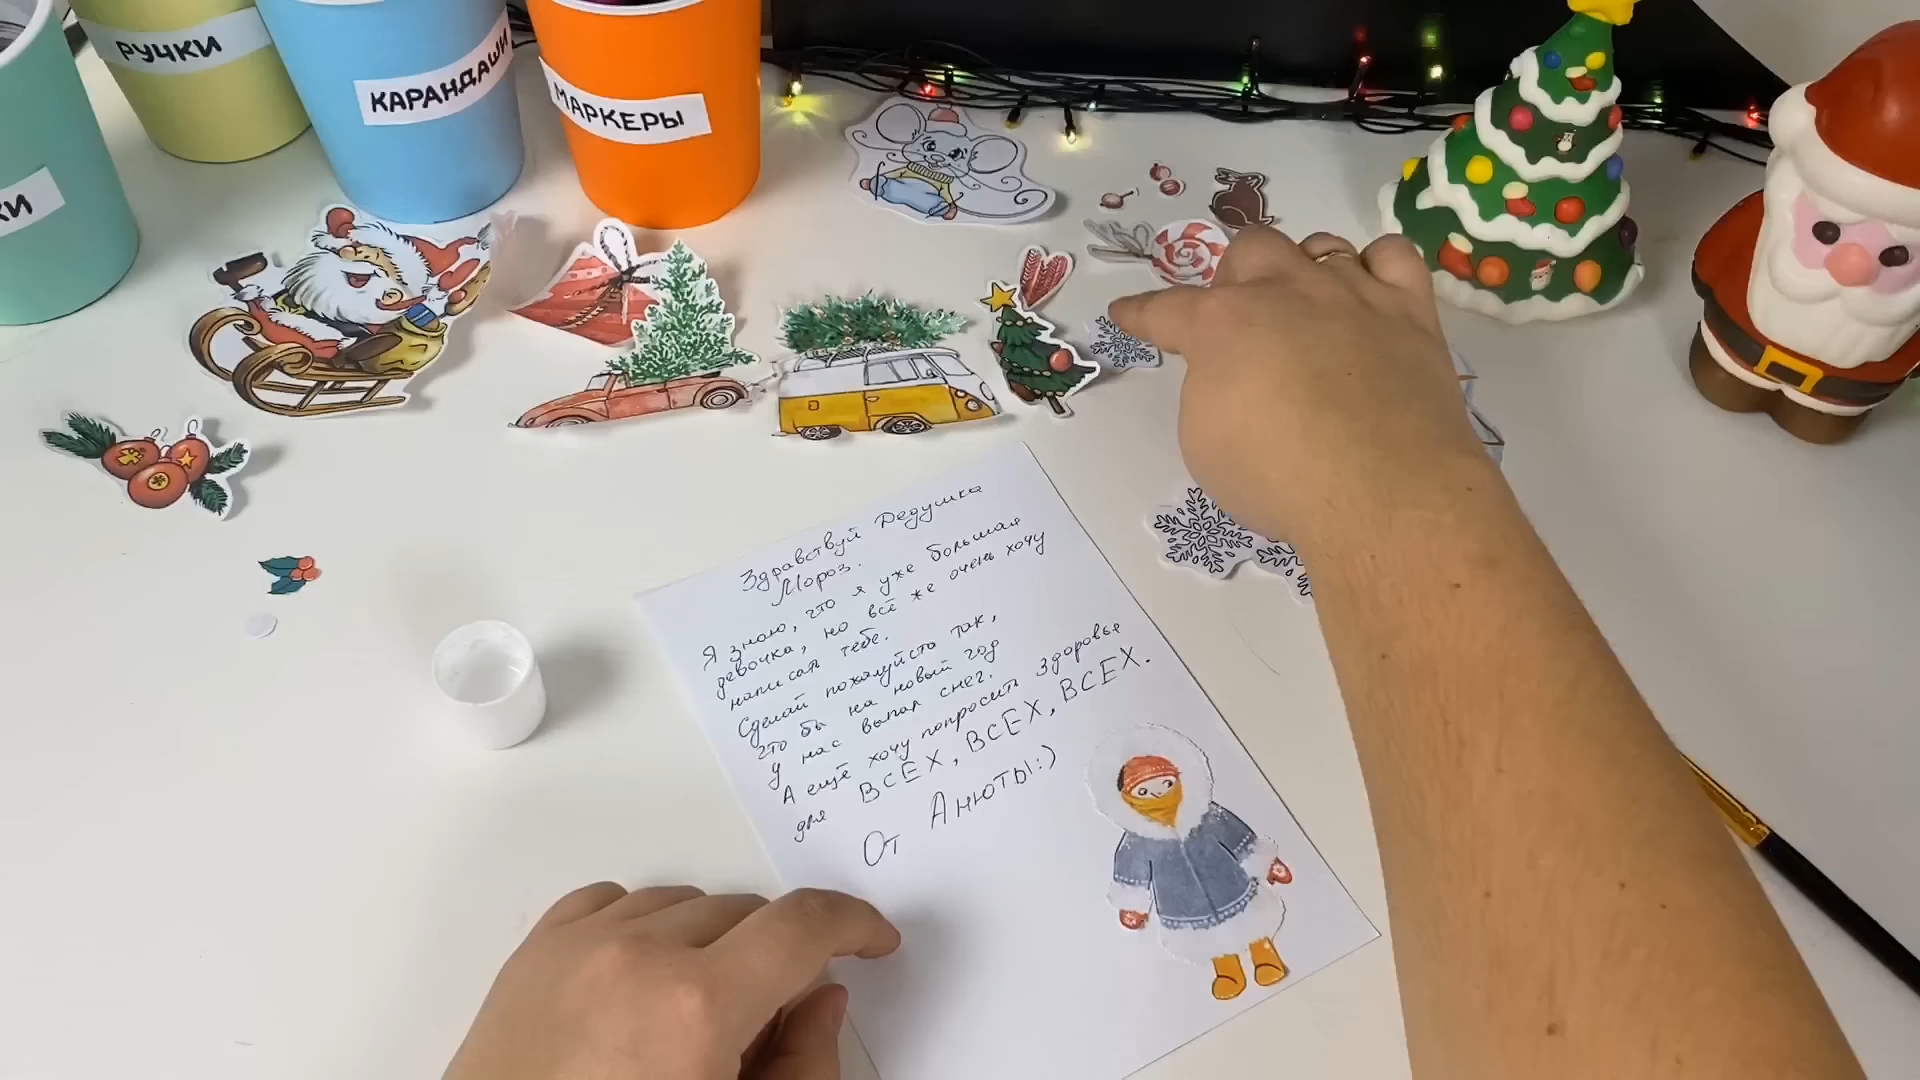 РУЧКИ
КАРАНДАШИ
МАРКЕРЫ
КИ
Здравствуй Дедушка
Мороз.
Я знаю, что я уже большая
девочка, но всё же очень хочу
написать тебе.
Сделай пожалуйста так,
что бы на новый год
у нас выпал снег.
А ещё хочу попросить здоровье
для ВСЕХ, ВСЕХ, ВСЕХ.
От Анюты:)